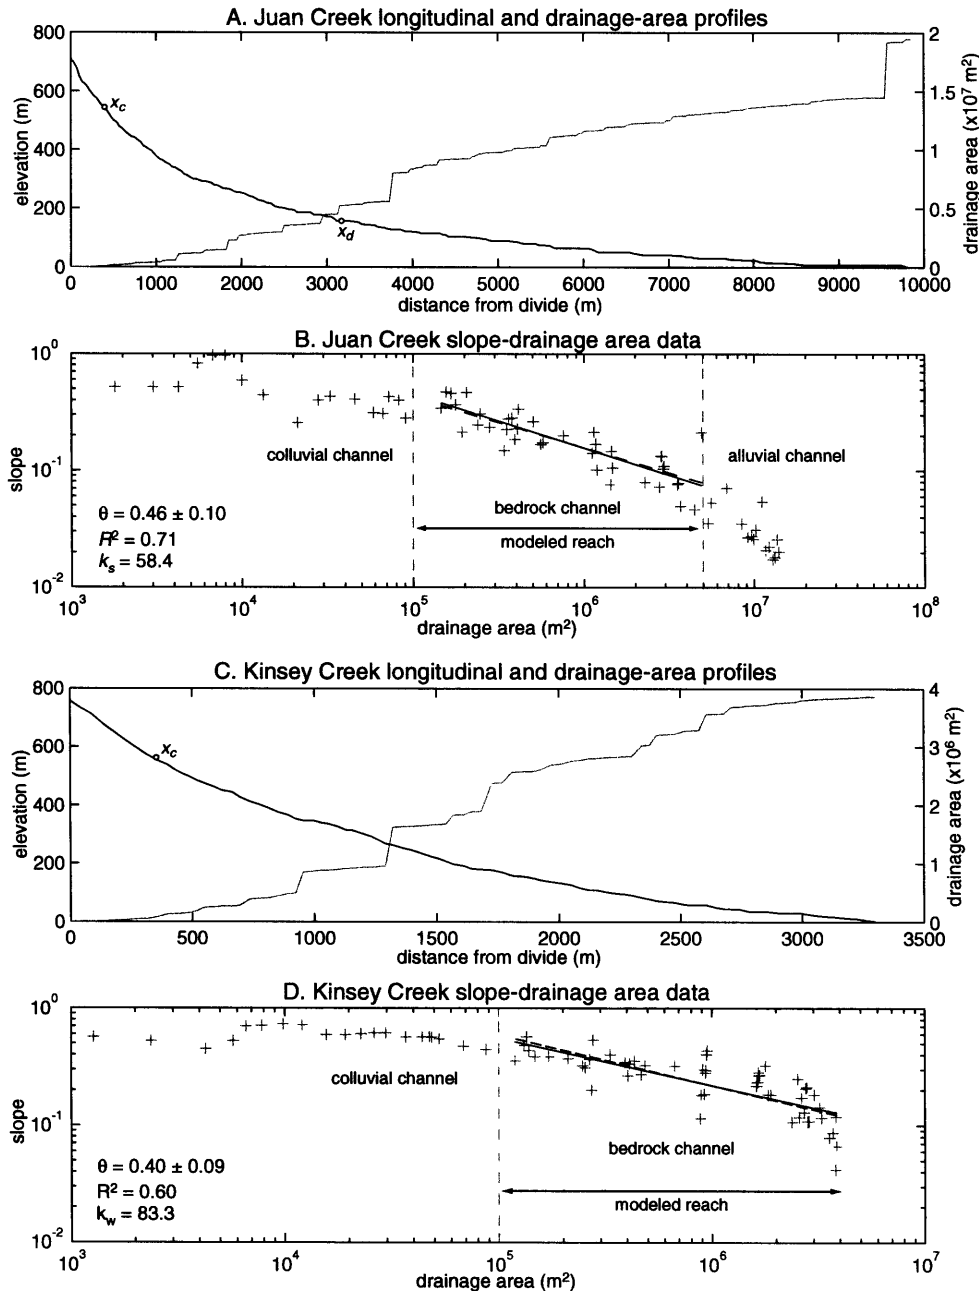 A. Juan Creek longitudinal and drainage-area profiles
800
600
400
200
0
elevation (m)
x_c
x_d
2
1.5
1
0.5
0
drainage area (x10^7 m^2)
0 1000 2000 3000 4000 5000 6000 7000 8000 9000 10000
distance from divide (m)
B. Juan Creek slope-drainage area data
10^0
10^-1
10^-2
slope
colluvial channel
alluvial channel
bedrock channel
modeled reach
θ = 0.46 ± 0.10
R^2 = 0.71
k_s = 58.4
10^3 10^4 10^5 10^6 10^7 10^8
drainage area (m^2)
C. Kinsey Creek longitudinal and drainage-area profiles
800
600
400
200
0
elevation (m)
x_c
4
3
2
1
0
drainage area (x10^6 m^2)
0 500 1000 1500 2000 2500 3000 3500
distance from divide (m)
D. Kinsey Creek slope-drainage area data
10^0
10^-1
10^-2
slope
colluvial channel
bedrock channel
modeled reach
θ = 0.40 ± 0.09
R^2 = 0.60
k_w = 83.3
10^3 10^4 10^5 10^6 10^7
drainage area (m^2)